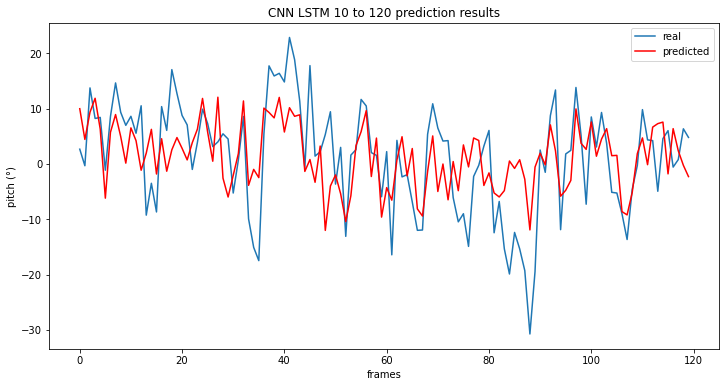 CNN LSTM 10 to 120 prediction results
real
predicted
20
10
0
−10
−20
−30
pitch (°)
0
20
40
60
80
100
120
frames